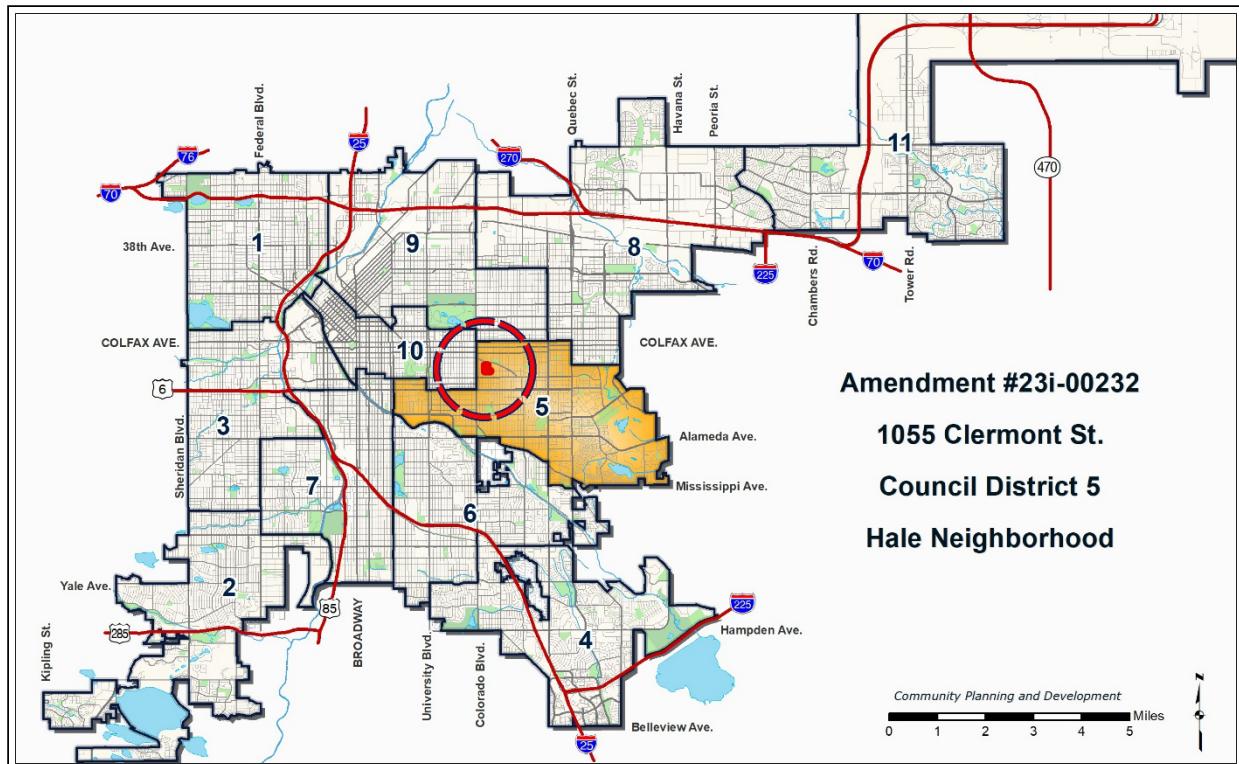 Federal Blvd.
Quebec St.
Havana St.
Peoria St.
76
25
270
11
70
470
38th Ave.
1
9
8
225
Chambers Rd.
70
Tower Rd.
COLFAX AVE.
10
COLFAX AVE.
6
Amendment #23i-00232
1055 Clermont St.
Council District 5
Hale Neighborhood
3
5
Sheridan Blvd.
Alameda Ave.
7
Mississippi Ave.
6
Yale Ave.
2
85
BROADWAY
225
285
4
Hampden Ave.
Kipling St.
University Blvd.
Colorado Blvd.
Belleview Ave.
25
Community Planning and Development
Miles
0 1 2 3 4 5
N